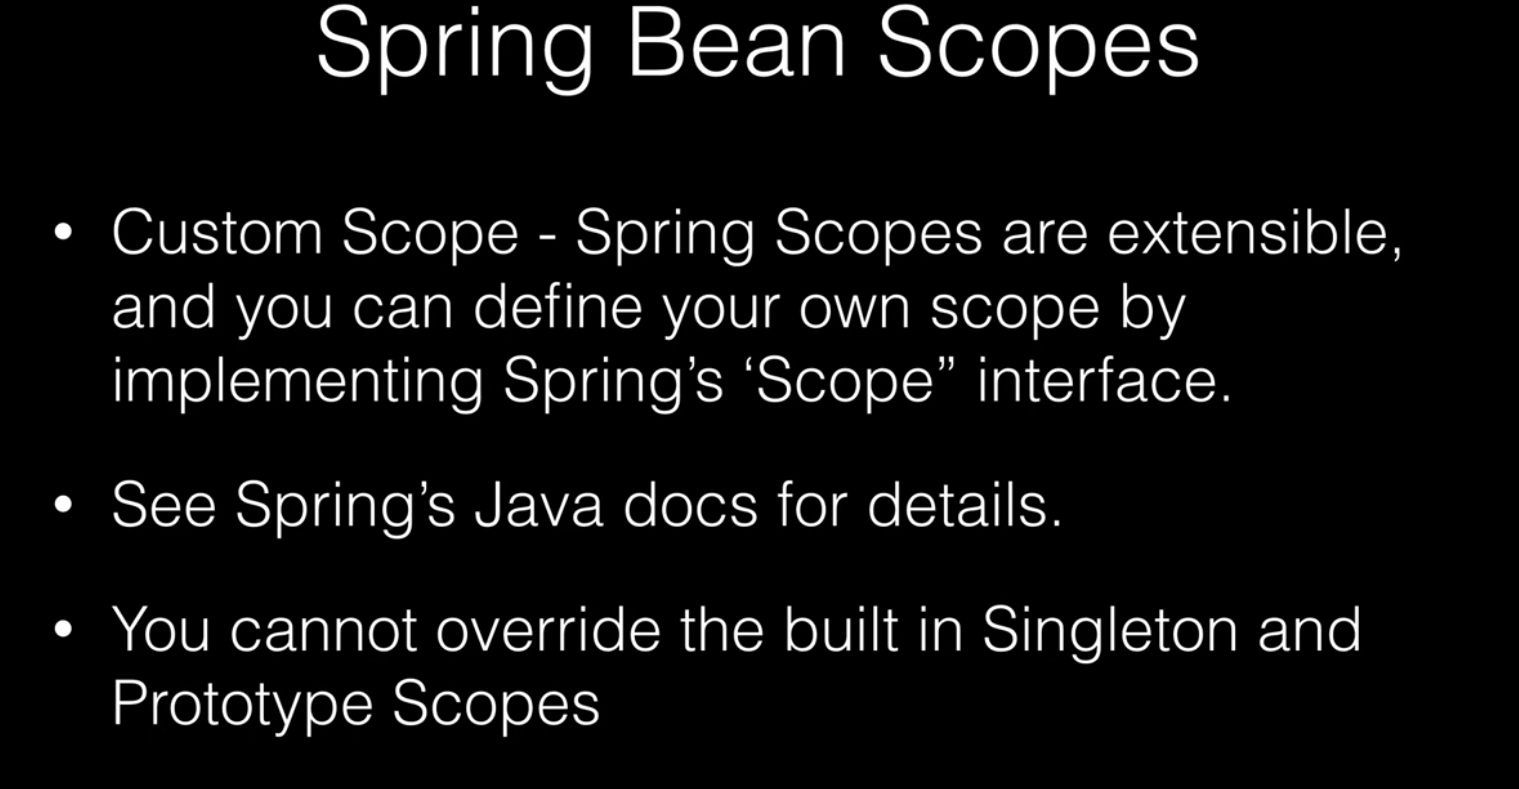 Spring Bean Scopes
• Custom Scope - Spring Scopes are extensible,
and you can define your own scope by
implementing Spring’s ‘Scope” interface.
• See Spring’s Java docs for details.
• You cannot override the built in Singleton and
Prototype Scopes